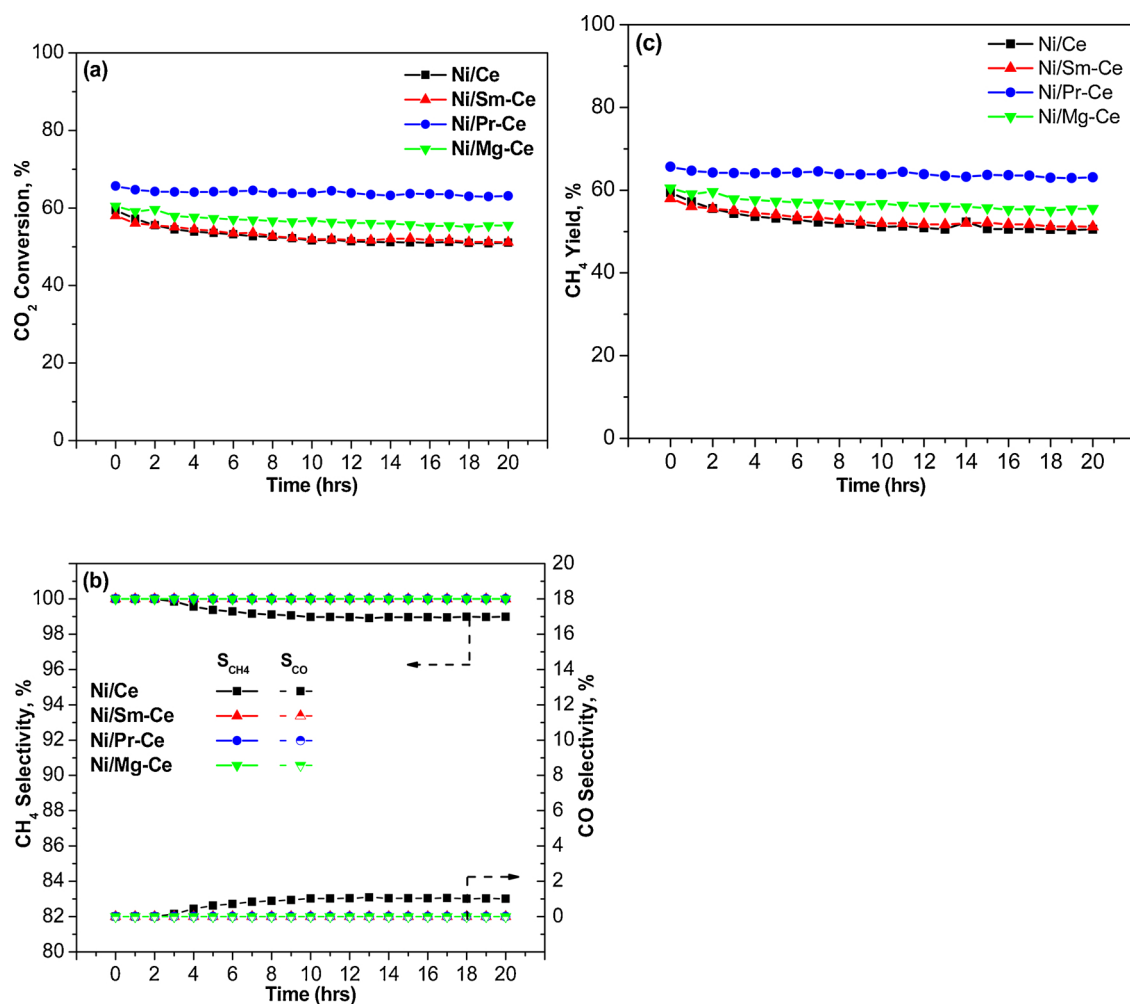 (a)
Ni/Ce
Ni/Sm-Ce
Ni/Pr-Ce
Ni/Mg-Ce
CO₂ Conversion, %
100
80
60
40
20
0
0 2 4 6 8 10 12 14 16 18 20
Time (hrs)
(c)
Ni/Ce
Ni/Sm-Ce
Ni/Pr-Ce
Ni/Mg-Ce
CH₄ Yield, %
100
80
60
40
20
0
0 2 4 6 8 10 12 14 16 18 20
Time (hrs)
(b)
S_CH4 S_CO
Ni/Ce
Ni/Sm-Ce
Ni/Pr-Ce
Ni/Mg-Ce
CH₄ Selectivity, %
100
98
96
94
92
90
88
86
84
82
80
CO Selectivity, %
20
18
16
14
12
10
8
6
4
2
0
0 2 4 6 8 10 12 14 16 18 20
Time (hrs)